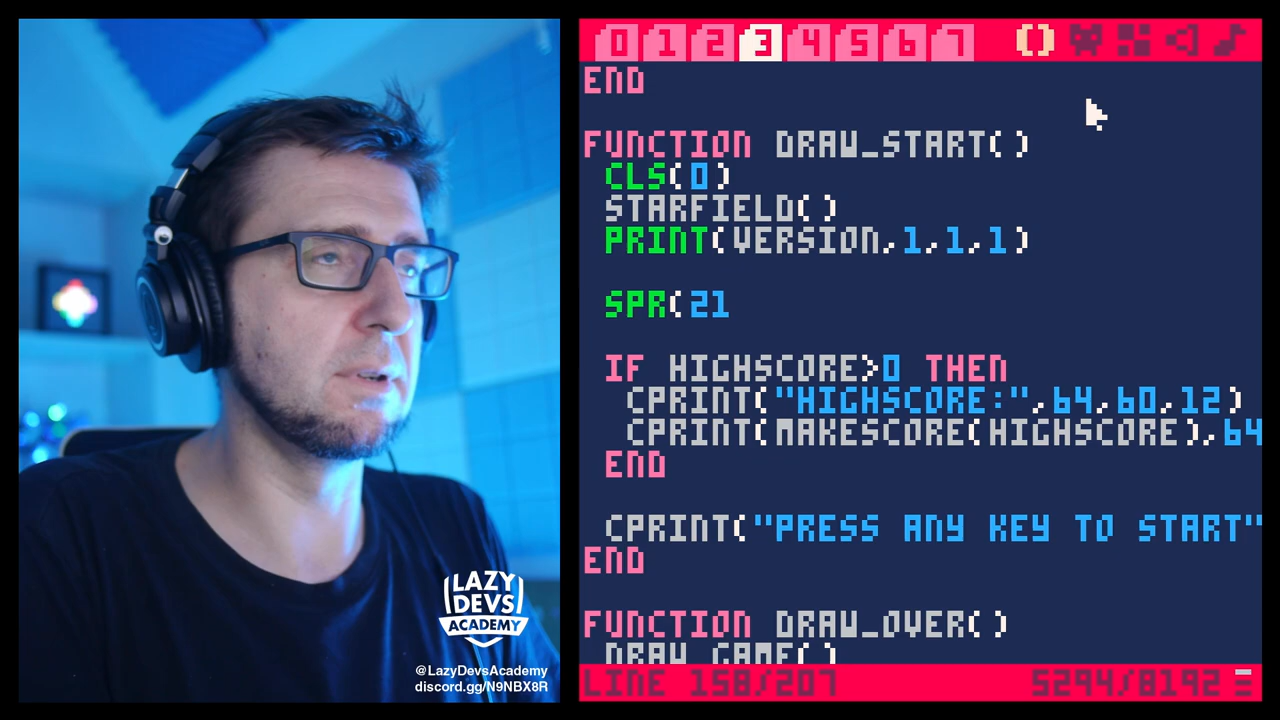 LAZY
DEVS
ACADEMY
@LazyDevsAcademy
discord.gg/N9NBX8R
0 1 2 3 4 5 6 7 ()
END
FUNCTION DRAW_START()
CLS(0)
STARFIELD()
PRINT(VERSION,1,1,1)
SPR(21
IF HIGHSCORE>0 THEN
CPRINT("HIGHSCORE:",64,60,12)
CPRINT(MAKESCORE(HIGHSCORE),64
END
CPRINT("PRESS ANY KEY TO START"
END
FUNCTION DRAW_OVER()
DRAW_GAME()
LINE 158/207 5294/8192